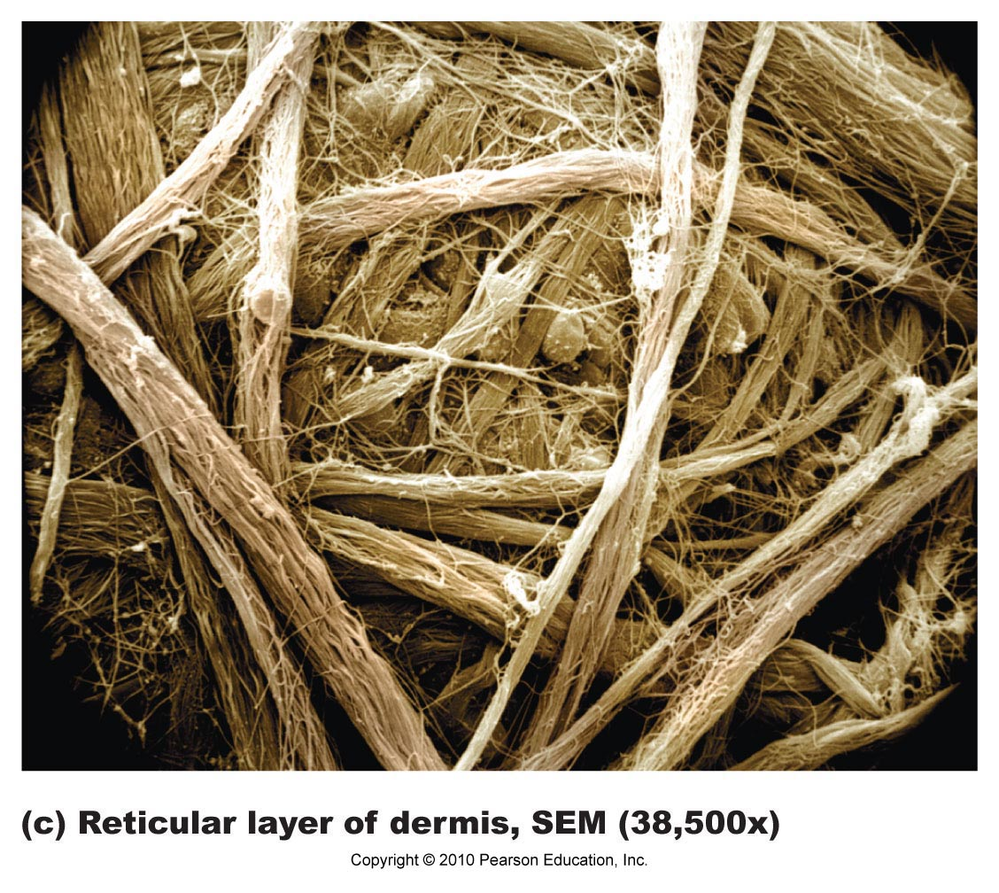 (c) Reticular layer of dermis, SEM (38,500x)
Copyright © 2010 Pearson Education, Inc.